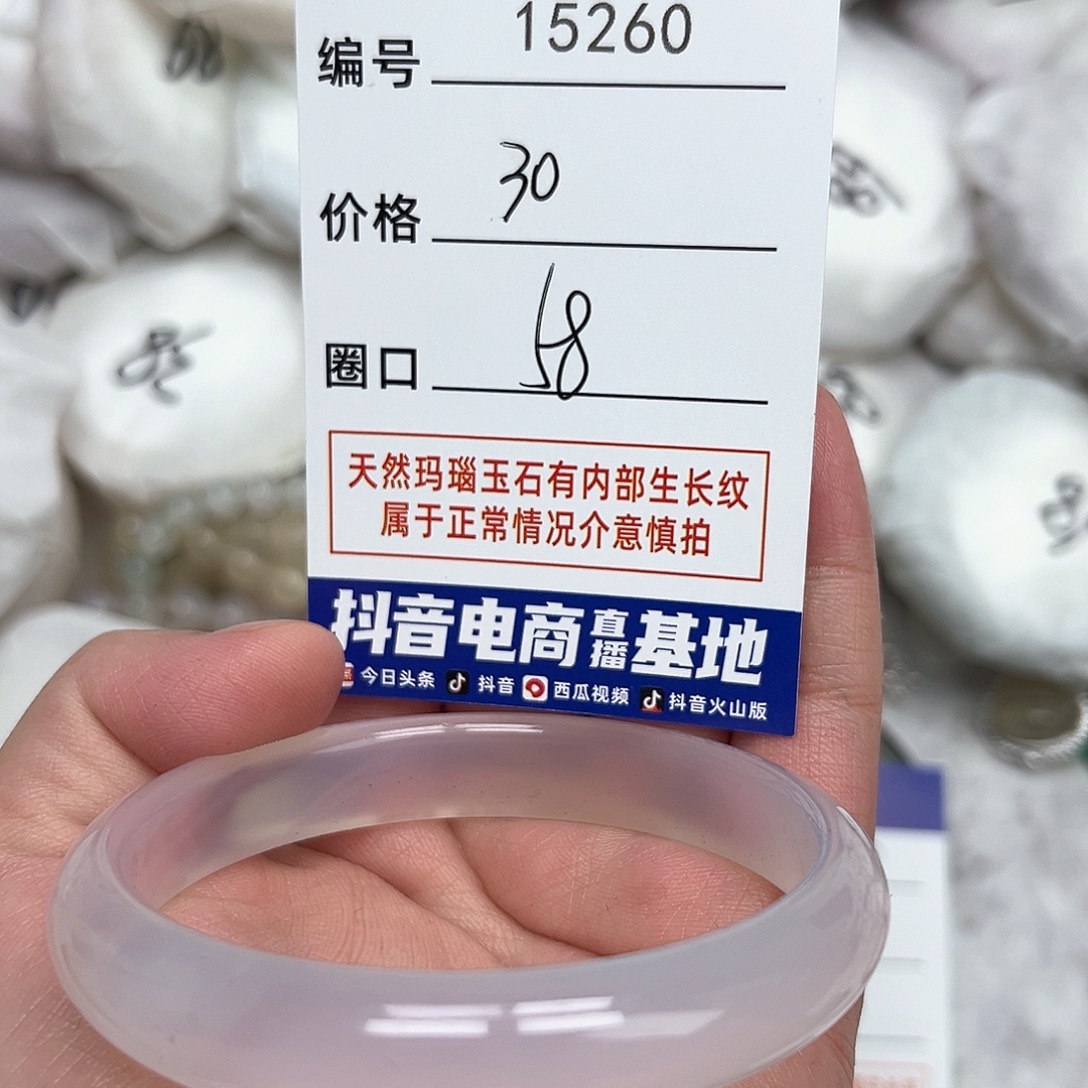 编号 15260
价格 30
圈口 58
天然玛瑙玉石有内部生长纹
属于正常情况介意慎拍
抖音电商直播基地
今日头条 抖音 西瓜视频 抖音火山版